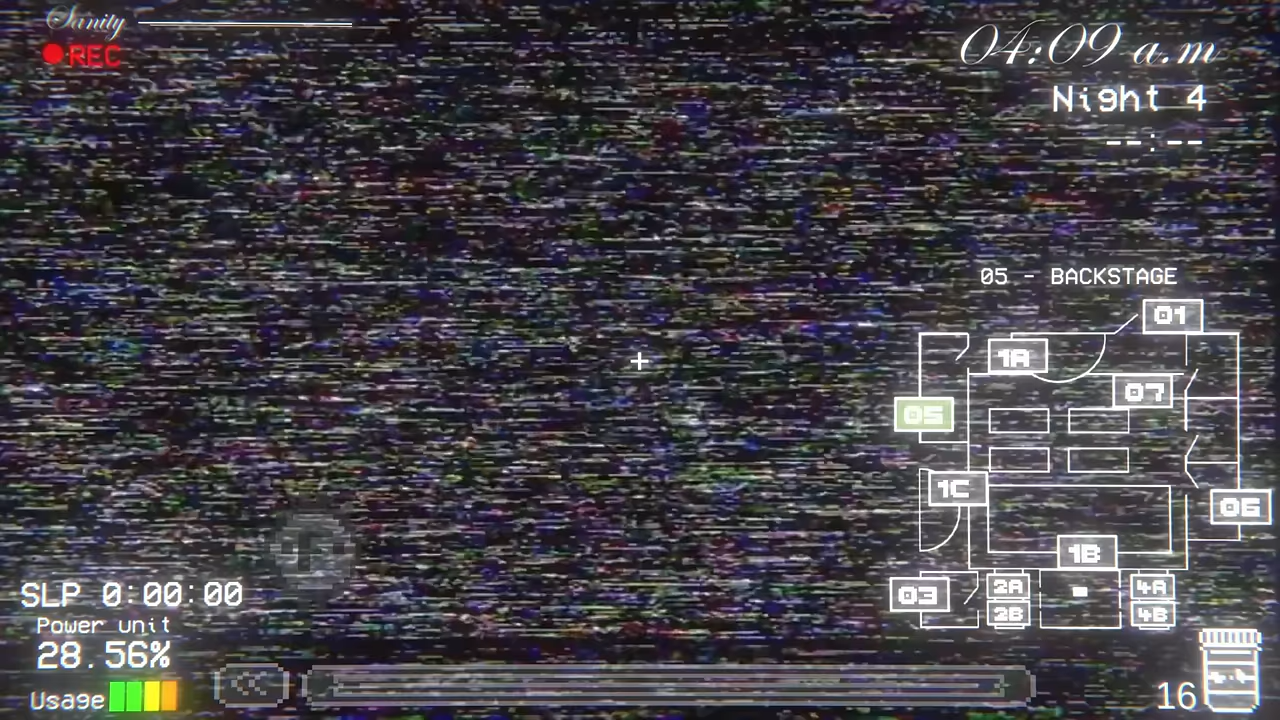 Sanity
REC
04:09 a.m
Night 4
--:--
05 - BACKSTAGE
01
1A
07
05
1C
06
1B
03
2A
4A
2B
4B
SLP 0:00:00
Power unit
28.56%
Usage
<<
16